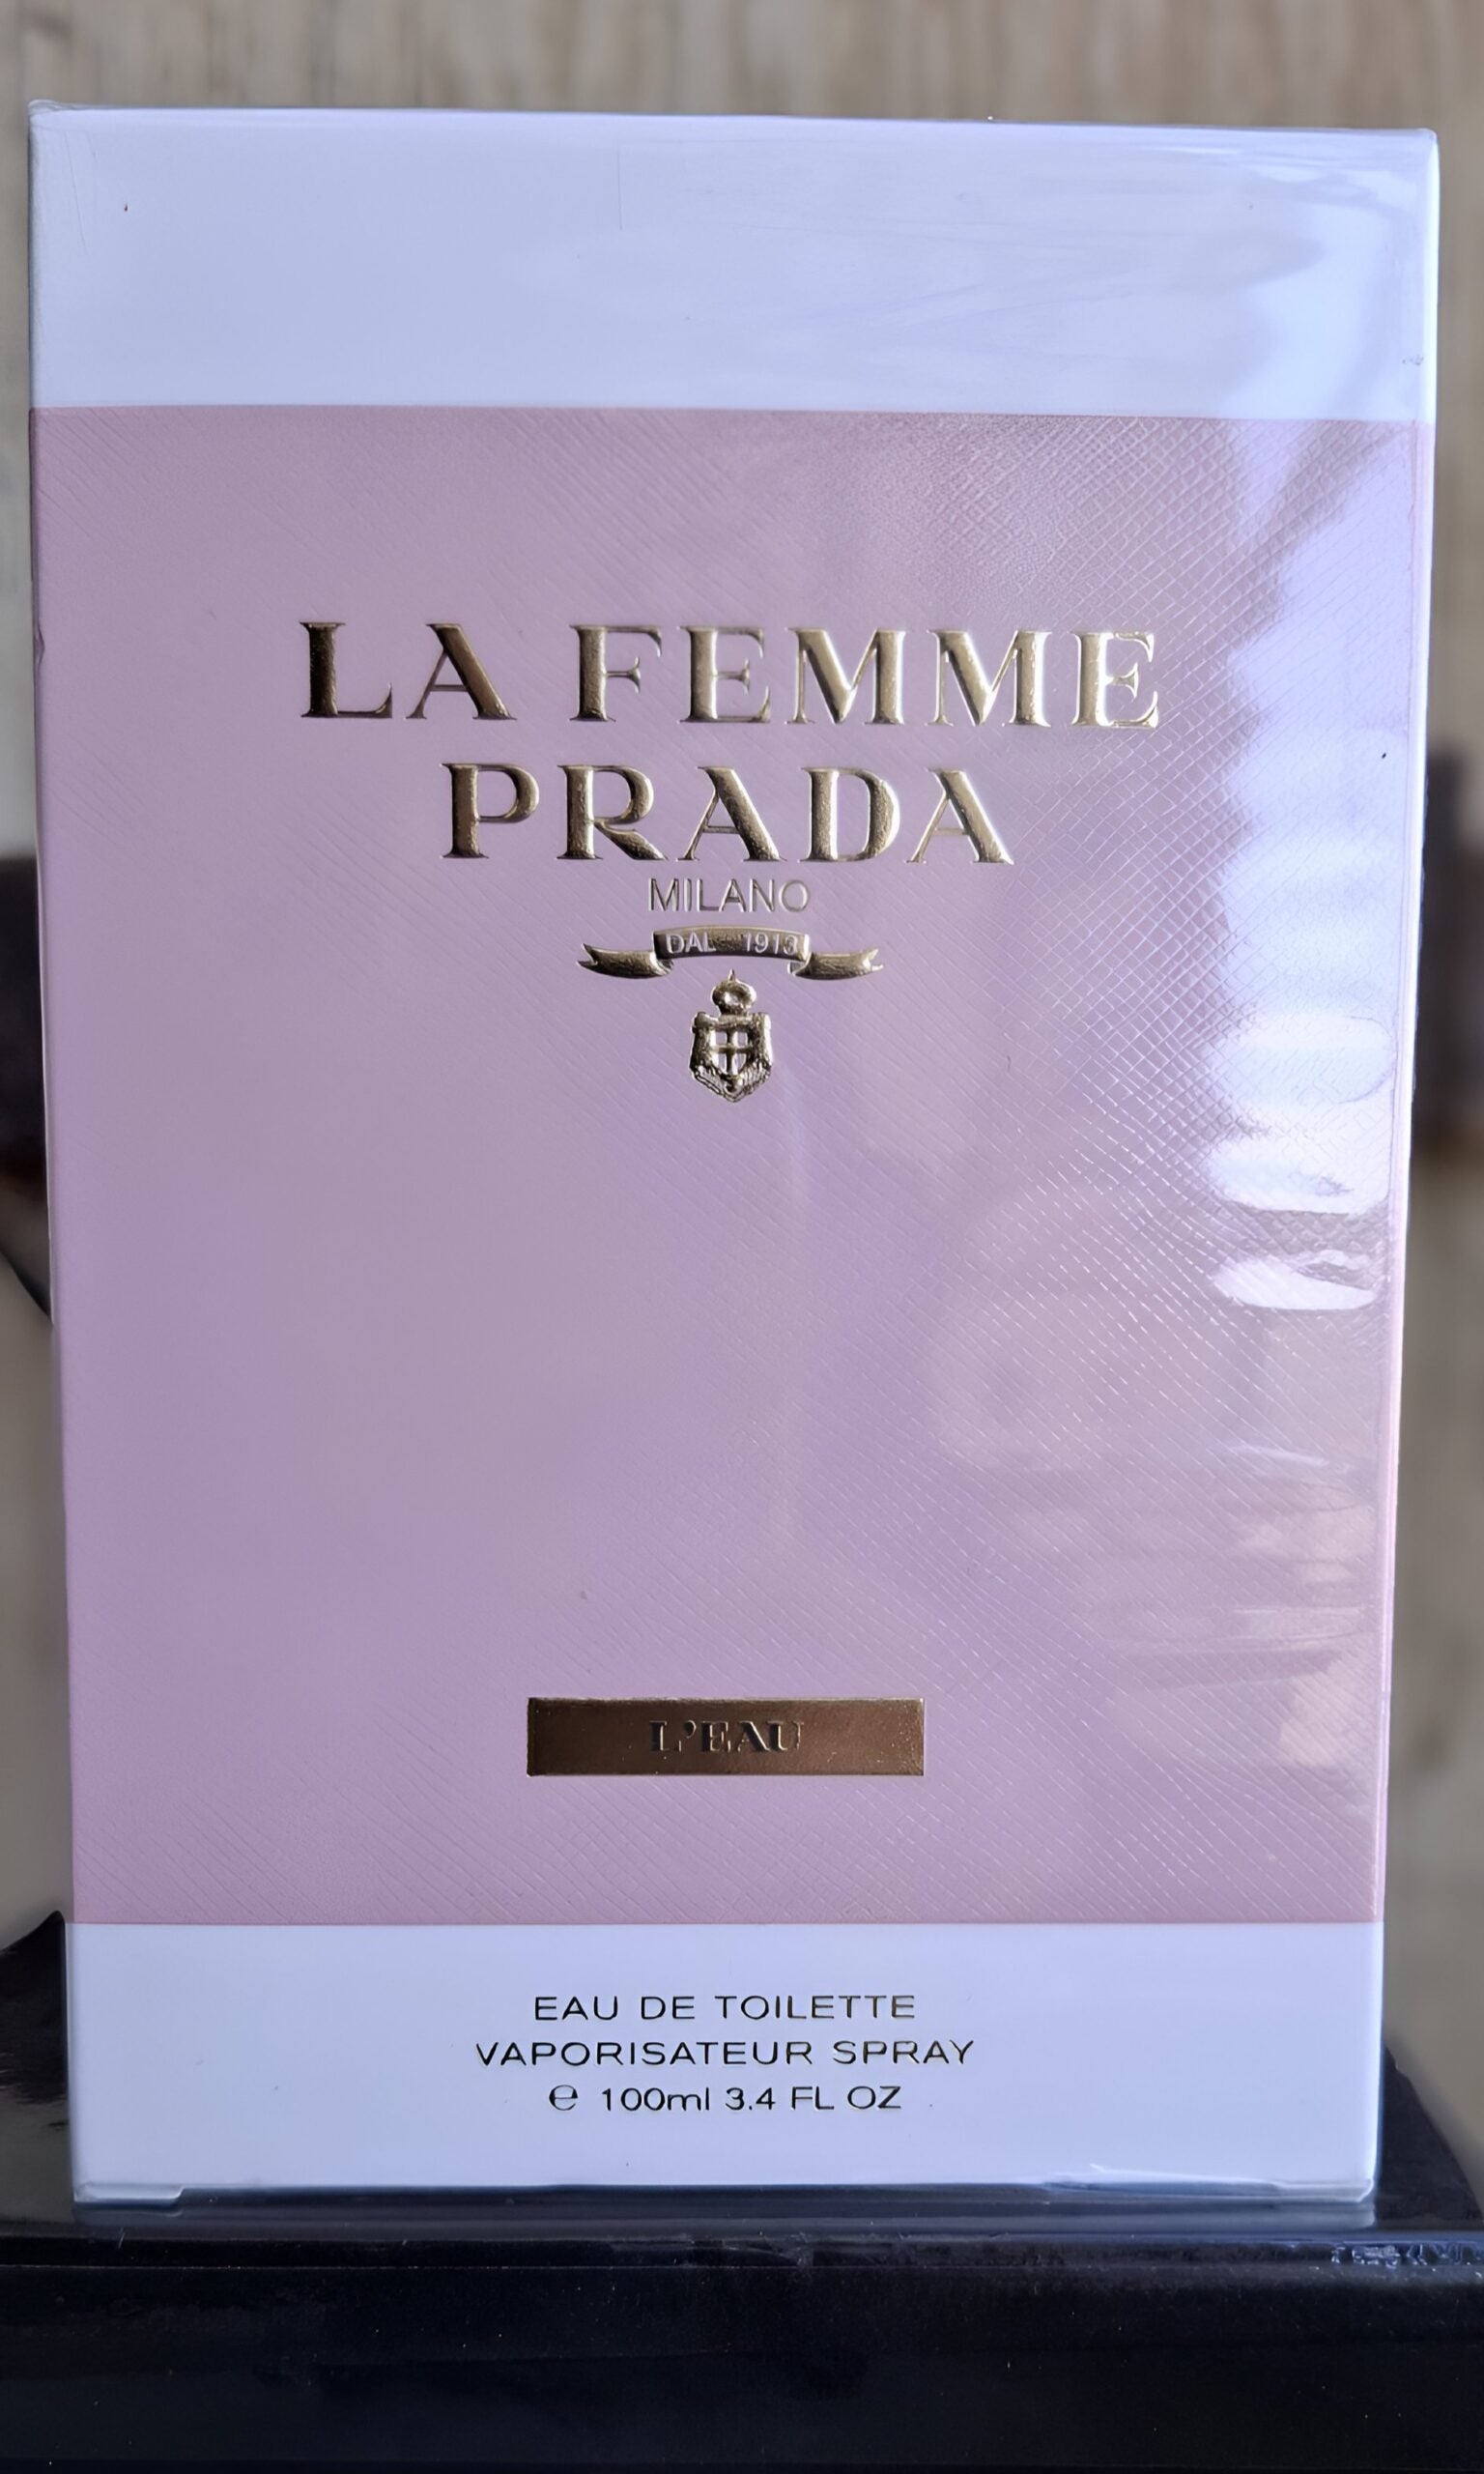 LA FEMME
PRADA
MILANO
DAL 1913
L'EAU
EAU DE TOILETTE
VAPORISATEUR SPRAY
℮ 100ml 3.4 FL OZ